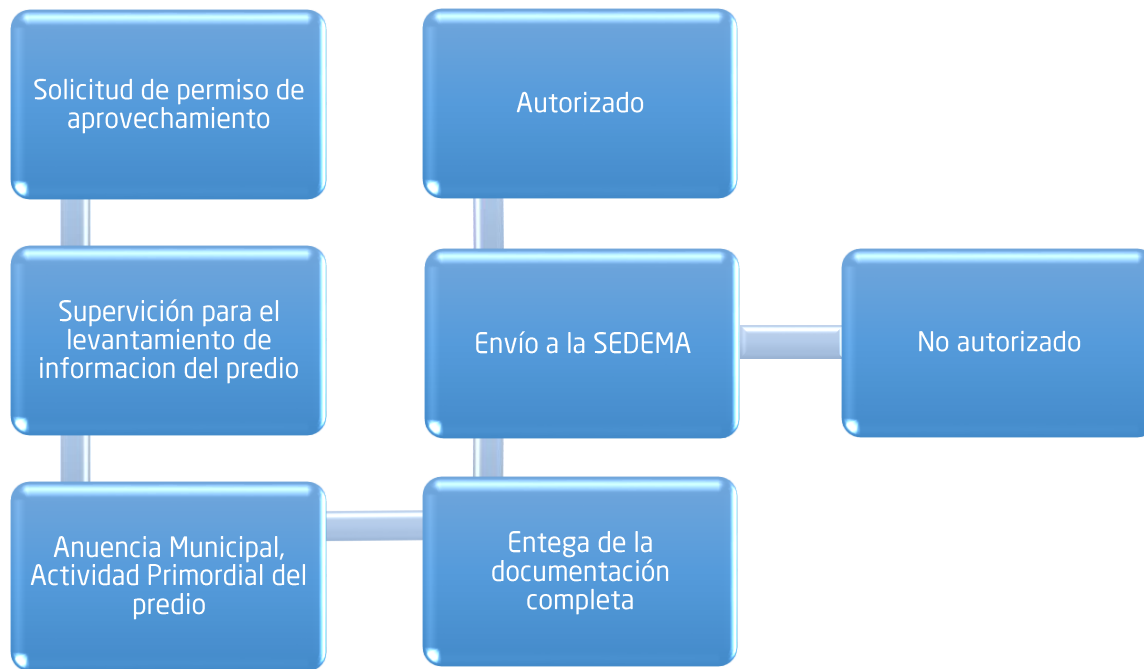 Solicitud de permiso de
aprovechamiento
Supervición para el
levantamiento de
informacion del predio
Anuencia Municipal,
Actividad Primordial del
predio
Entega de la
documentación
completa
Envío a la SEDEMA
Autorizado
No autorizado